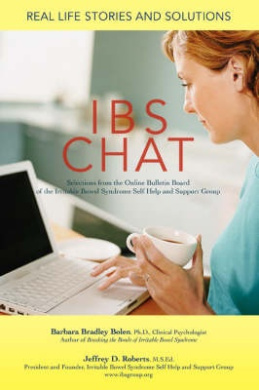 REAL LIFE STORIES AND SOLUTIONS
IBS
CHAT
Selections from the Online Bulletin Board
of the Irritable Bowel Syndrome Self Help and Support Group
Barbara Bradley Bolen, Ph.D., Clinical Psychologist
Author of Breaking the Bonds of Irritable Bowel Syndrome
Jeffrey D. Roberts, M.S.Ed.
President and Founder, Irritable Bowel Syndrome Self Help and Support Group
www.ibsgroup.org